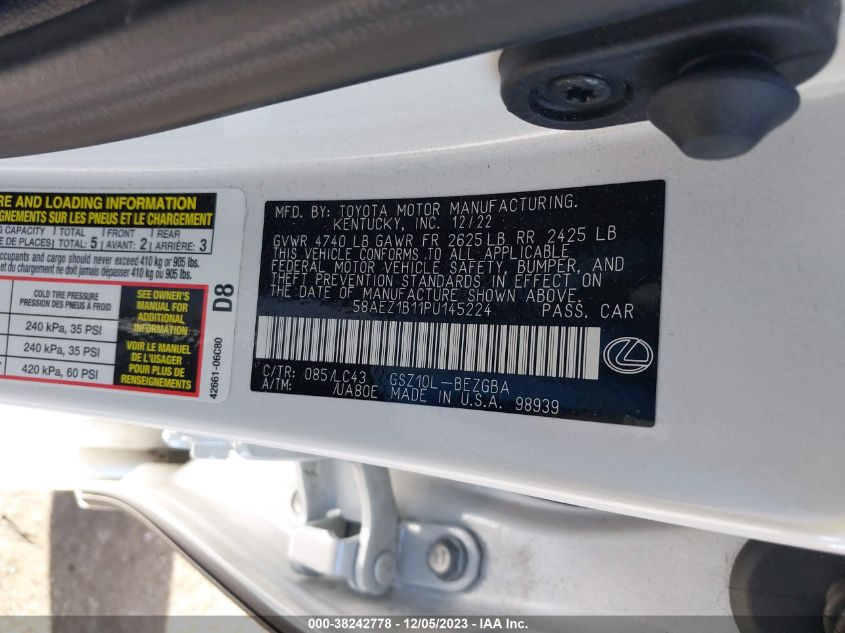 RE AND LOADING INFORMATION
GNEMENTS SUR LES PNEUS ET LE CHARGEMENT
G CAPACITY TOTAL FRONT REAR
DE PLACES TOTAL: 5 AVANT: 2 ARRIÈRE: 3
occupants and cargo should never exceed 410 kg or 905 lbs.
et du chargement ne doit jamais dépasser 410 kg ou 905 lbs.
COLD TIRE PRESSURE
PRESSION DES PNEUS À FROID
240 kPa, 35 PSI
240 kPa, 35 PSI
420 kPa, 60 PSI
SEE OWNER'S
MANUAL FOR
ADDITIONAL
INFORMATION
VOIR LE MANUEL
DE L'USAGER
POUR PLUS DE
RENSEIGNEMENTS
D8
42661-06C80
MFD. BY: TOYOTA MOTOR MANUFACTURING.
KENTUCKY, INC. 12/22
GVWR 4740 LB GAWR FR 2625 LB RR 2425 LB
THIS VEHICLE CONFORMS TO ALL APPLICABLE
FEDERAL MOTOR VEHICLE SAFETY, BUMPER, AND
THEFT PREVENTION STANDARDS IN EFFECT ON
THE DATE OF MANUFACTURE SHOWN ABOVE.
58AEZ1B11PU145224 PASS. CAR
C/TR: 085/LC43 GSZ10L-BEZGBA
A/TM: /UA80E MADE IN U.S.A. 98939
000-38242778 - 12/05/2023 - IAA Inc.